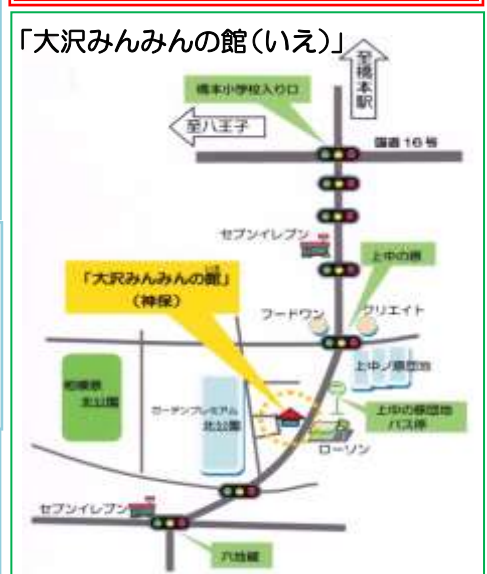 「大沢みんみんの館（いえ）」
至橋本駅
橋本小学校入り口
至八王子
国道16号
セブンイレブン
上中の原
「大沢みんみんの館」
（神保）
フードワン
クリエイト
上中ノ原団地
相模原
北公園
ガーデンプレミアム
北公園
上中の原団地
バス停
ローソン
セブンイレブン
六地蔵